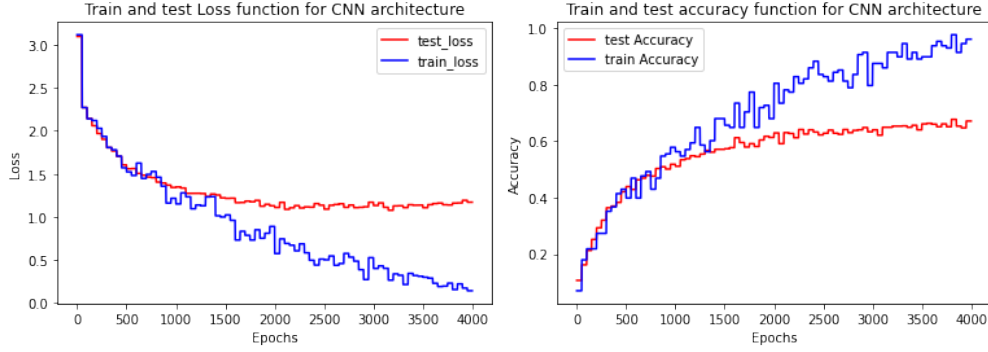 Train and test Loss function for CNN architecture
3.0
2.5
2.0
1.5
1.0
0.5
0.0
Loss
test_loss
train_loss
0 500 1000 1500 2000 2500 3000 3500 4000
Epochs
Train and test accuracy function for CNN architecture
1.0
0.8
0.6
0.4
0.2
Accuracy
test Accuracy
train Accuracy
0 500 1000 1500 2000 2500 3000 3500 4000
Epochs